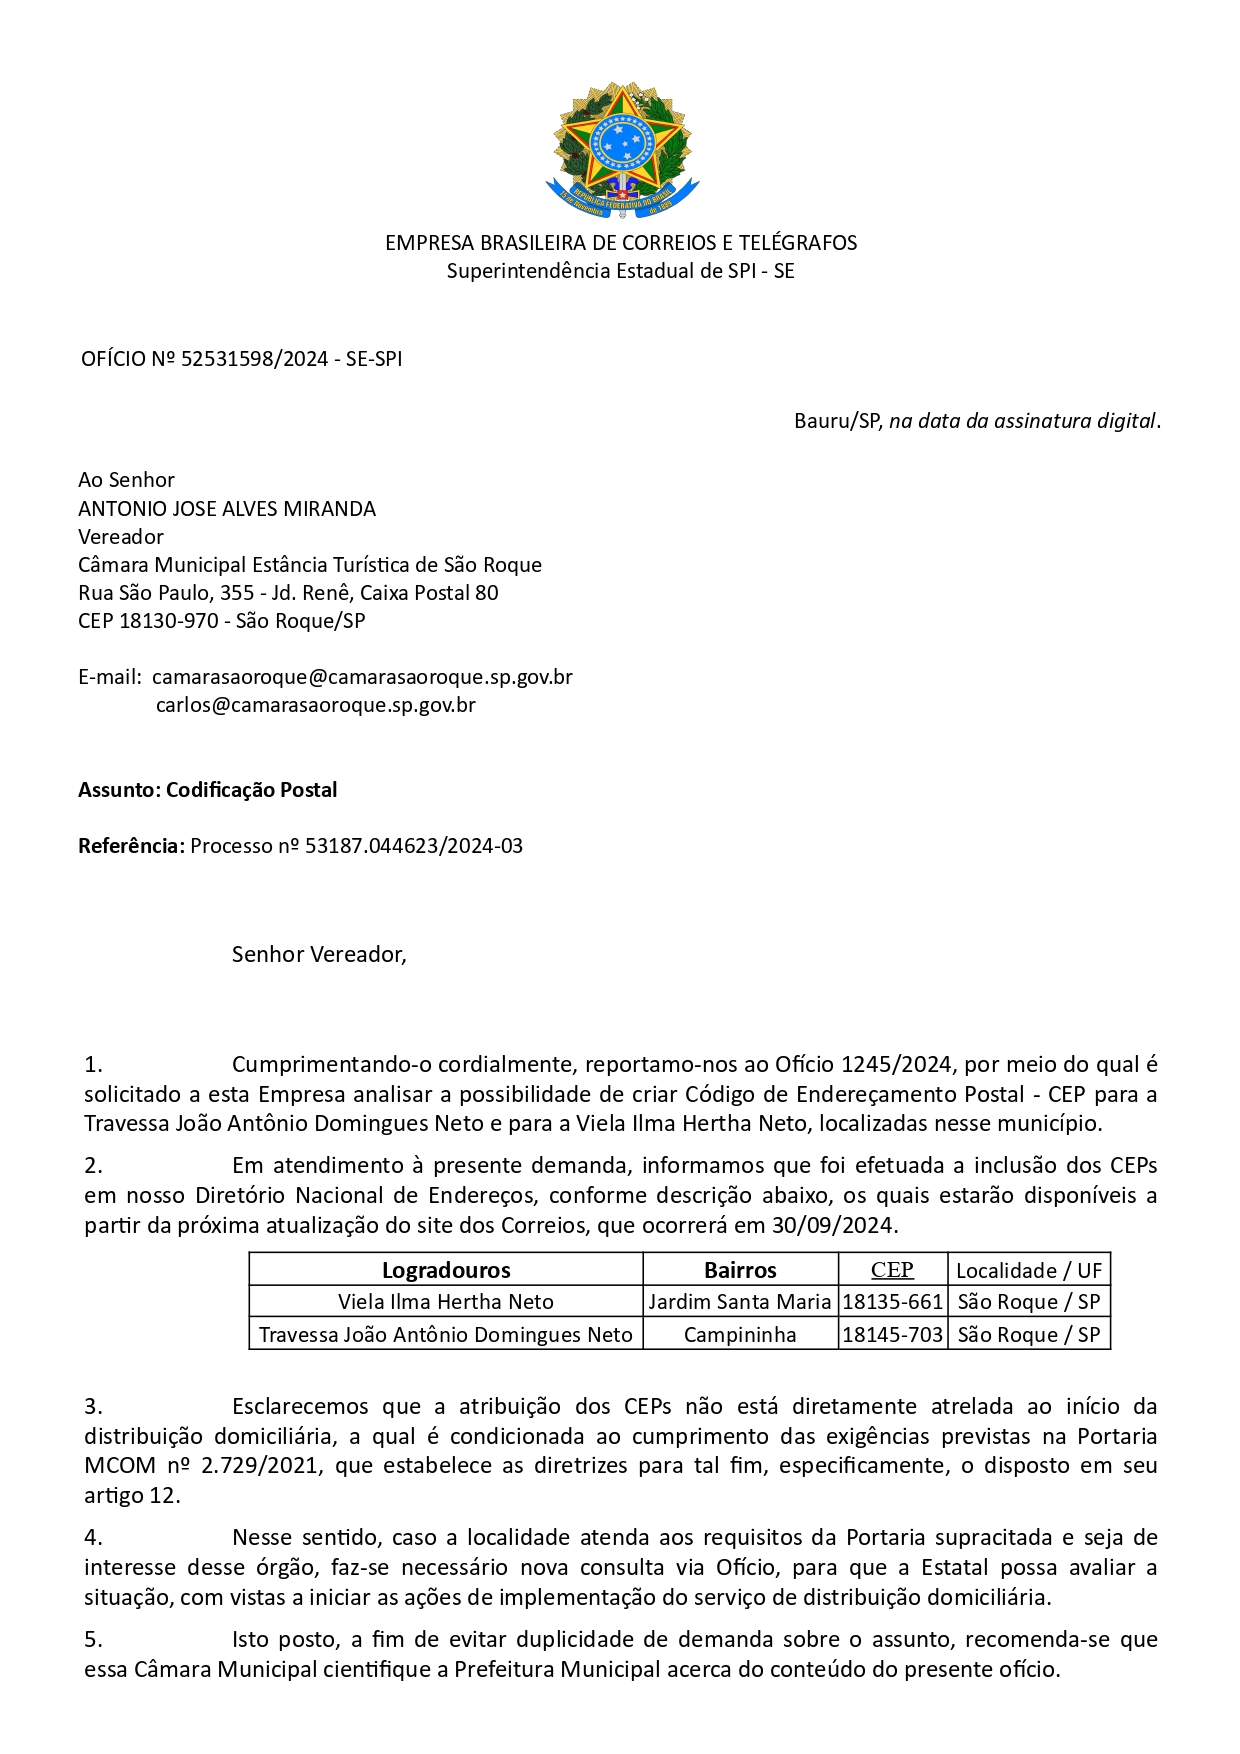 REPÚBLICA FEDERATIVA DO BRASIL
15 de Novembro de 1889
EMPRESA BRASILEIRA DE CORREIOS E TELÉGRAFOS
Superintendência Estadual de SPI - SE
OFÍCIO Nº 52531598/2024 - SE-SPI
Bauru/SP, na data da assinatura digital.
Ao Senhor
ANTONIO JOSE ALVES MIRANDA
Vereador
Câmara Municipal Estância Turística de São Roque
Rua São Paulo, 355 - Jd. Renê, Caixa Postal 80
CEP 18130-970 - São Roque/SP
E-mail: camarasaoroque@camarasaoroque.sp.gov.br
carlos@camarasaoroque.sp.gov.br
Assunto: Codificação Postal
Referência: Processo nº 53187.044623/2024-03
Senhor Vereador,
1. Cumprimentando-o cordialmente, reportamo-nos ao Ofício 1245/2024, por meio do qual é
solicitado a esta Empresa analisar a possibilidade de criar Código de Endereçamento Postal - CEP para a
Travessa João Antônio Domingues Neto e para a Viela Ilma Hertha Neto, localizadas nesse município.
2. Em atendimento à presente demanda, informamos que foi efetuada a inclusão dos CEPs
em nosso Diretório Nacional de Endereços, conforme descrição abaixo, os quais estarão disponíveis a
partir da próxima atualização do site dos Correios, que ocorrerá em 30/09/2024.
Logradouros Bairros CEP Localidade / UF
Viela Ilma Hertha Neto Jardim Santa Maria 18135-661 São Roque / SP
Travessa João Antônio Domingues Neto Campininha 18145-703 São Roque / SP
3. Esclarecemos que a atribuição dos CEPs não está diretamente atrelada ao início da
distribuição domiciliária, a qual é condicionada ao cumprimento das exigências previstas na Portaria
MCOM nº 2.729/2021, que estabelece as diretrizes para tal fim, especificamente, o disposto em seu
artigo 12.
4. Nesse sentido, caso a localidade atenda aos requisitos da Portaria supracitada e seja de
interesse desse órgão, faz-se necessário nova consulta via Ofício, para que a Estatal possa avaliar a
situação, com vistas a iniciar as ações de implementação do serviço de distribuição domiciliária.
5. Isto posto, a fim de evitar duplicidade de demanda sobre o assunto, recomenda-se que
essa Câmara Municipal cientifique a Prefeitura Municipal acerca do conteúdo do presente ofício.